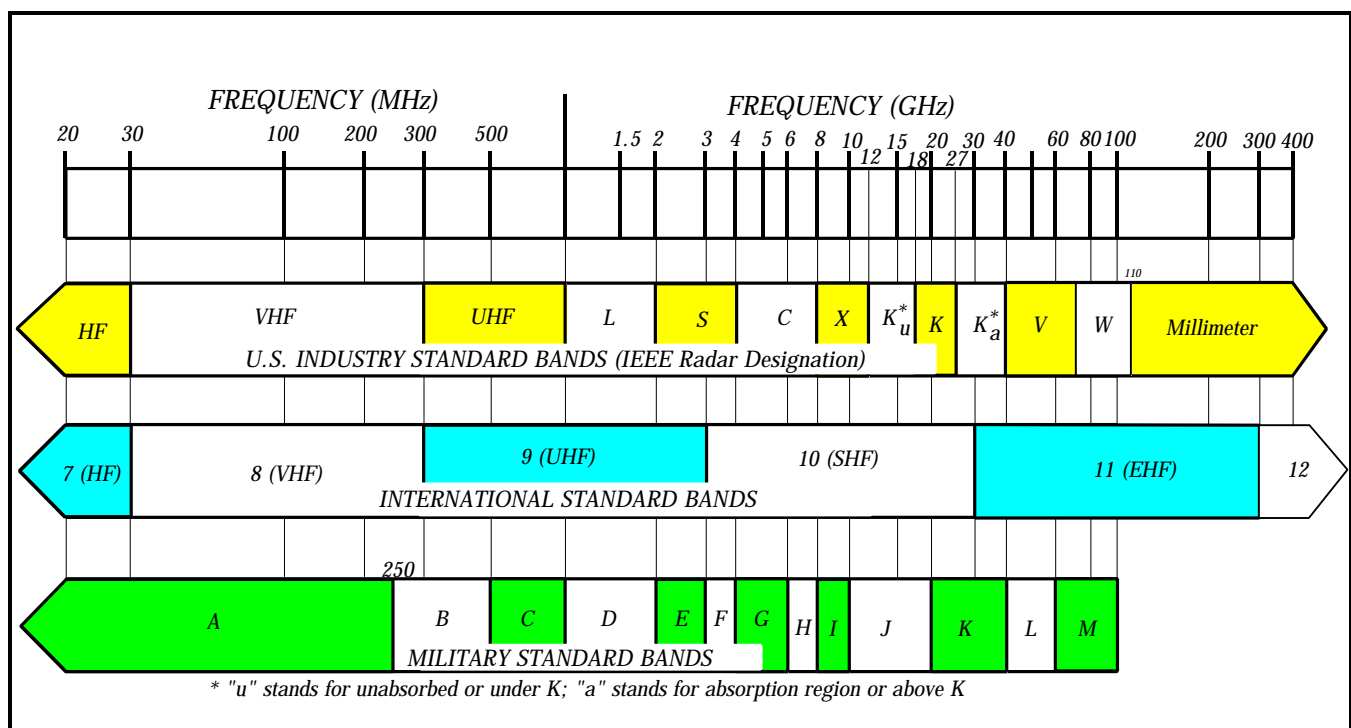 FREQUENCY (MHz) FREQUENCY (GHz)
20 30 100 200 300 500 1.5 2 3 4 5 6 8 10 12 15 18 20 27 30 40 60 80 100 200 300 400
110
HF VHF UHF L S C X K*u K K*a V W Millimeter
U.S. INDUSTRY STANDARD BANDS (IEEE Radar Designation)
7 (HF) 8 (VHF) 9 (UHF) 10 (SHF) 11 (EHF) 12
INTERNATIONAL STANDARD BANDS
250
A B C D E F G H I J K L M
MILITARY STANDARD BANDS
* "u" stands for unabsorbed or under K; "a" stands for absorption region or above K